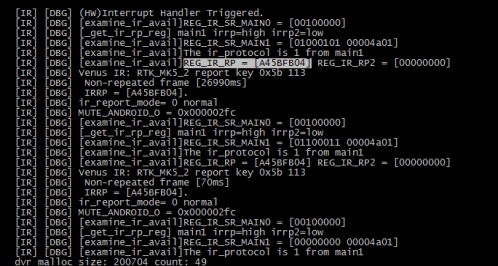 [IR] [DBG] (HW)Interrupt Handler Triggered.
[IR] [DBG] [examine_ir_avail]REG_IR_SR_MAIN0 = [00100000]
[IR] [DBG] [_get_ir_rp_reg] main1 irrp=high irrp2=low
[IR] [DBG] [examine_ir_avail]REG_IR_SR_MAIN1 = [01000101 00004a01]
[IR] [DBG] [examine_ir_avail]The ir_protocol is 1 from main1
[IR] [DBG] [examine_ir_avail]REG_IR_RP = [A45BFB04] REG_IR_RP2 = [00000000]
[IR] [DBG] Venus IR: RTK_MK5_2 report key 0x5b 113
[IR] [DBG]  Non-repeated frame [26990ms]
[IR] [DBG]  IRRP = [A45BFB04].
[IR] [DBG] ir_report_mode= 0 normal
[IR] [DBG] MUTE_ANDROID_O = 0x000002fc
[IR] [DBG] [examine_ir_avail]REG_IR_SR_MAIN0 = [00100000]
[IR] [DBG] [_get_ir_rp_reg] main1 irrp=high irrp2=low
[IR] [DBG] [examine_ir_avail]REG_IR_SR_MAIN1 = [01100011 00004a01]
[IR] [DBG] [examine_ir_avail]The ir_protocol is 1 from main1
[IR] [DBG] [examine_ir_avail]REG_IR_RP = [A45BFB04] REG_IR_RP2 = [00000000]
[IR] [DBG] Venus IR: RTK_MK5_2 report key 0x5b 113
[IR] [DBG]  Non-repeated frame [70ms]
[IR] [DBG]  IRRP = [A45BFB04].
[IR] [DBG] ir_report_mode= 0 normal
[IR] [DBG] MUTE_ANDROID_O = 0x000002fc
[IR] [DBG] [examine_ir_avail]REG_IR_SR_MAIN0 = [00100000]
[IR] [DBG] [_get_ir_rp_reg] main1 irrp=high irrp2=low
[IR] [DBG] [examine_ir_avail]REG_IR_SR_MAIN1 = [00000000 00004a01]
[IR] [DBG] [examine_ir_avail]The ir_protocol is 1 from main1
dvr malloc size: 200704 count: 49